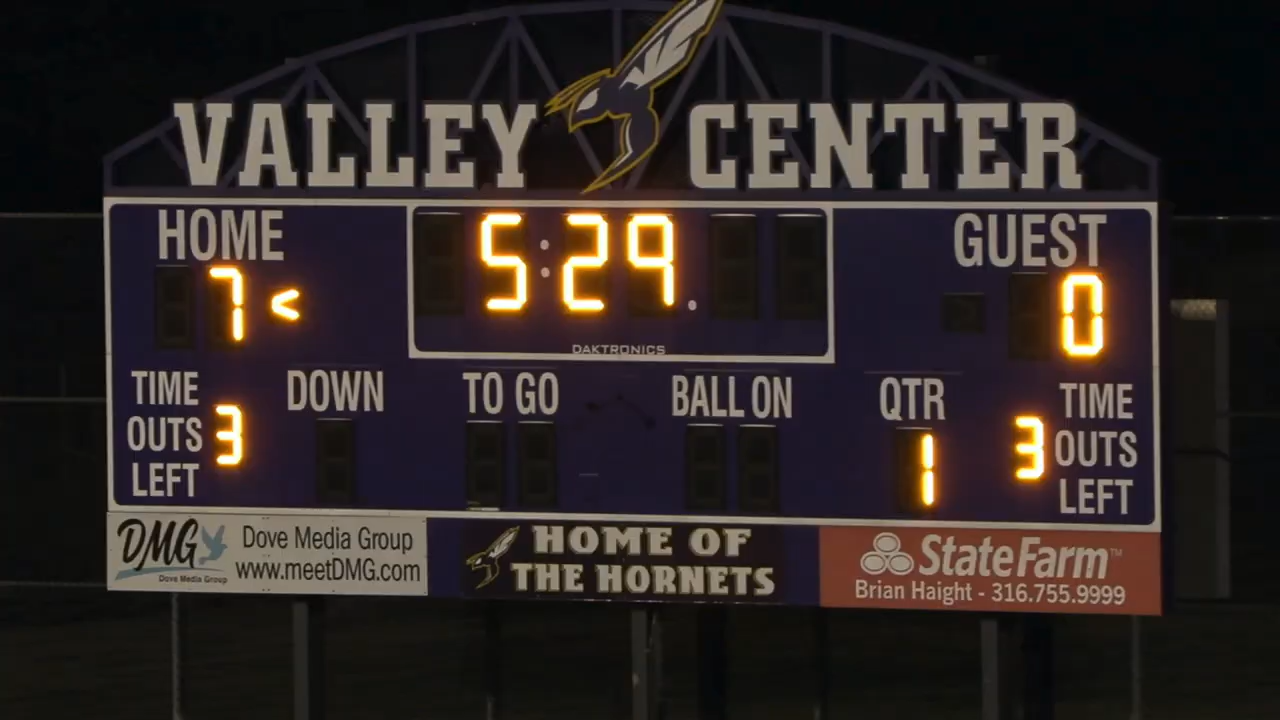 VALLEY CENTER
HOME
5:29
GUEST
7 <
0
DAKTRONICS
TIME
OUTS
LEFT
3
DOWN
TO GO
BALL ON
QTR
1
3
TIME
OUTS
LEFT
DMG
Dove Media Group
Dove Media Group
www.meetDMG.com
HOME OF
THE HORNETS
StateFarm™
Brian Haight - 316.755.9999